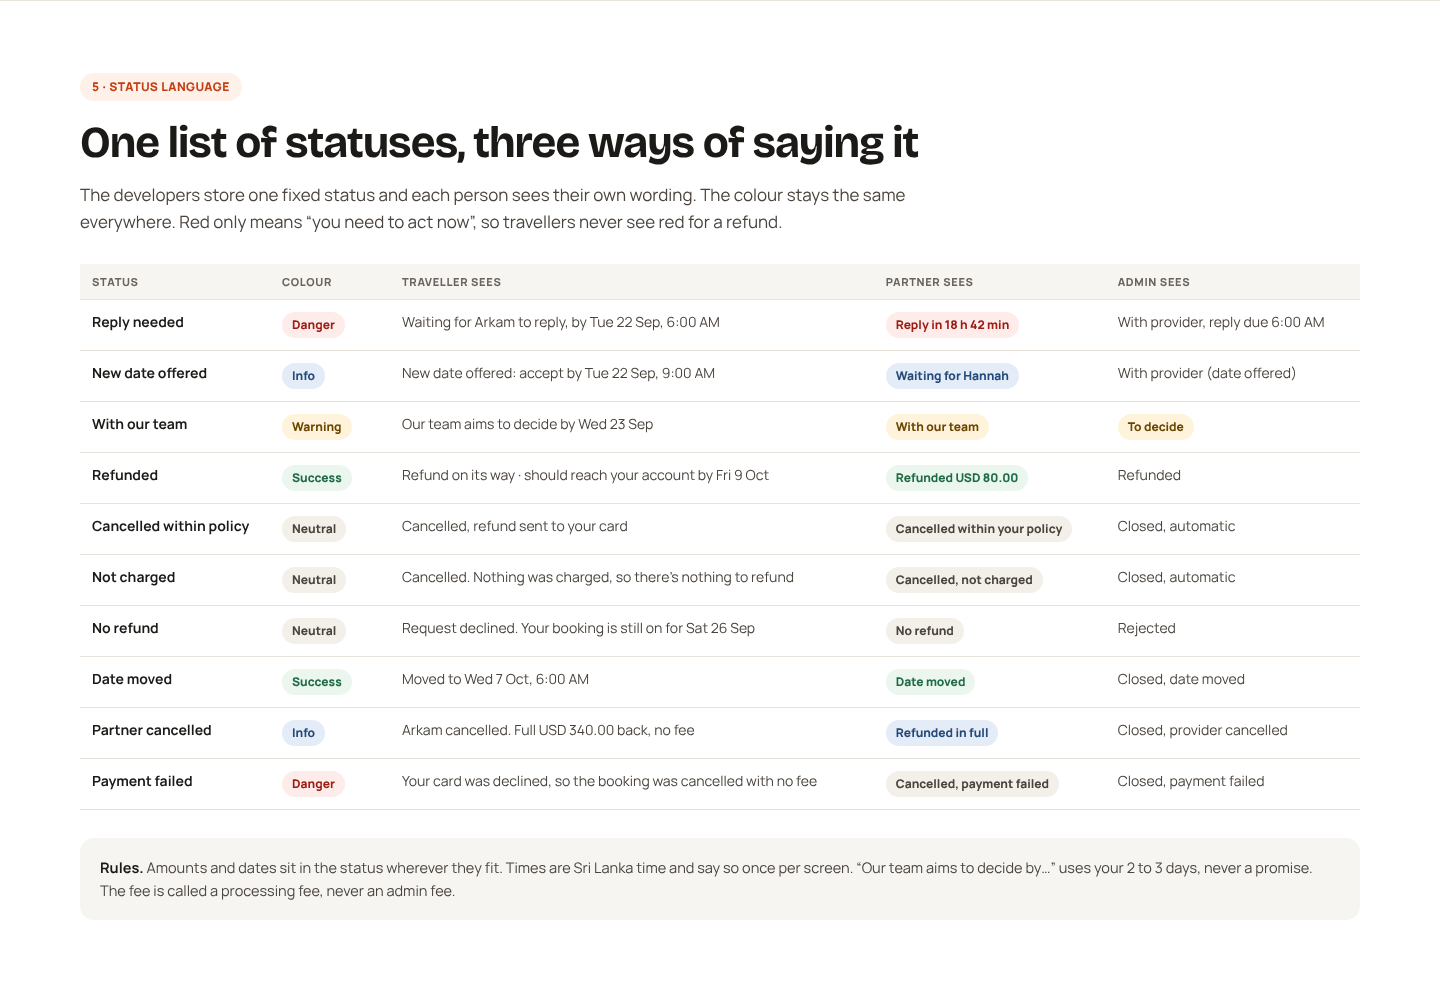 5 · STATUS LANGUAGE
One list of statuses, three ways of saying it
The developers store one fixed status and each person sees their own wording. The colour stays the same
everywhere. Red only means “you need to act now”, so travellers never see red for a refund.
STATUS COLOUR TRAVELLER SEES PARTNER SEES ADMIN SEES
Reply needed Danger Waiting for Arkam to reply, by Tue 22 Sep, 6:00 AM Reply in 18 h 42 min With provider, reply due 6:00 AM
New date offered Info New date offered: accept by Tue 22 Sep, 9:00 AM Waiting for Hannah With provider (date offered)
With our team Warning Our team aims to decide by Wed 23 Sep With our team To decide
Refunded Success Refund on its way · should reach your account by Fri 9 Oct Refunded USD 80.00 Refunded
Cancelled within policy Neutral Cancelled, refund sent to your card Cancelled within your policy Closed, automatic
Not charged Neutral Cancelled. Nothing was charged, so there’s nothing to refund Cancelled, not charged Closed, automatic
No refund Neutral Request declined. Your booking is still on for Sat 26 Sep No refund Rejected
Date moved Success Moved to Wed 7 Oct, 6:00 AM Date moved Closed, date moved
Partner cancelled Info Arkam cancelled. Full USD 340.00 back, no fee Refunded in full Closed, provider cancelled
Payment failed Danger Your card was declined, so the booking was cancelled with no fee Cancelled, payment failed Closed, payment failed
Rules. Amounts and dates sit in the status wherever they fit. Times are Sri Lanka time and say so once per screen. “Our team aims to decide by…” uses your 2 to 3 days, never a promise.
The fee is called a processing fee, never an admin fee.